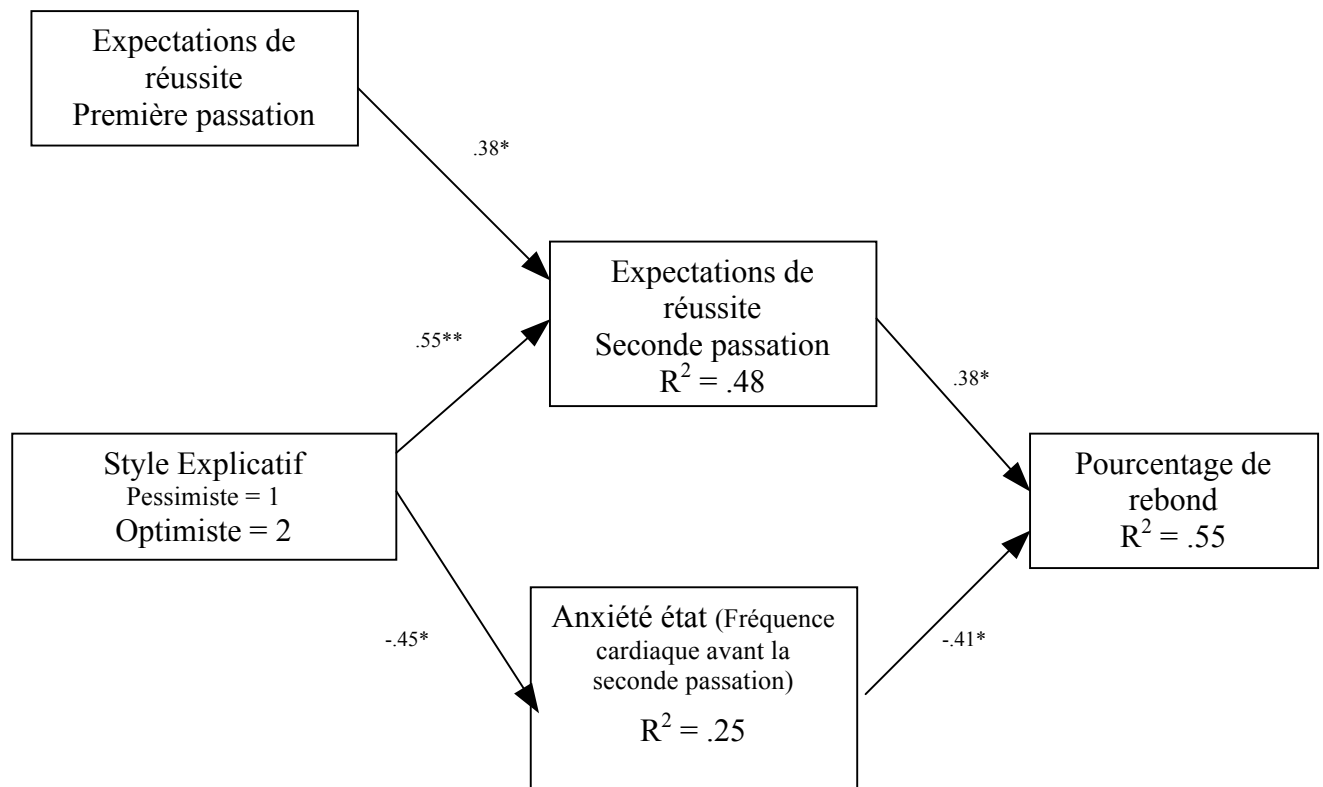 Expectations de
réussite
Première passation
.38*
Expectations de
réussite
Seconde passation
R² = .48
.55**
.38*
Style Explicatif
Pessimiste = 1
Optimiste = 2
Pourcentage de
rebond
R² = .55
-.45*
Anxiété état (Fréquence
cardiaque avant la
seconde passation)
R² = .25
-.41*